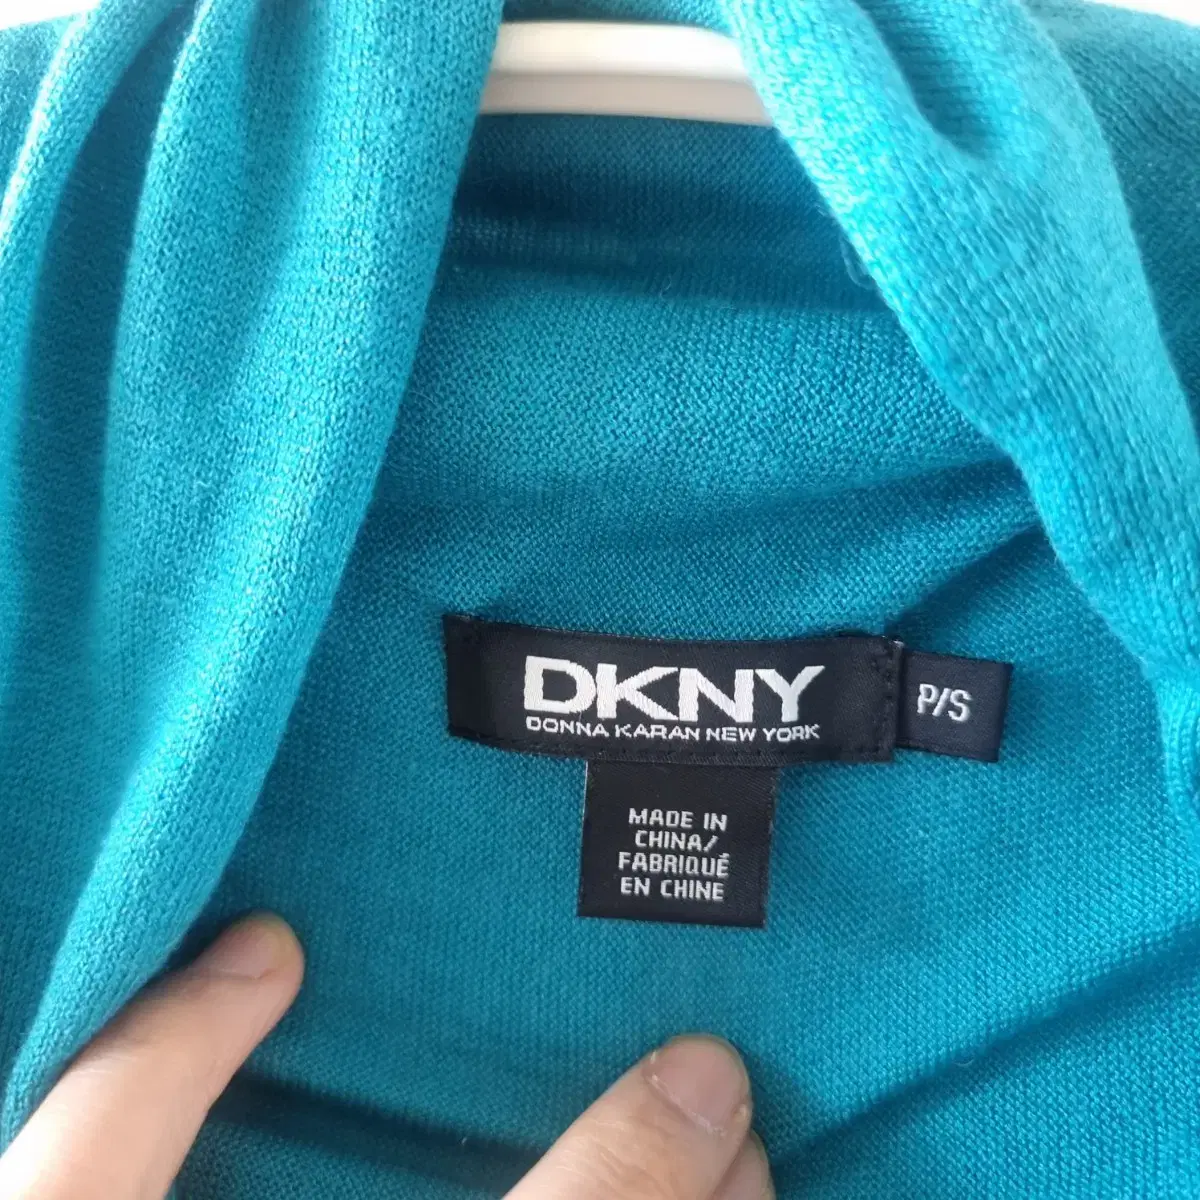 DKNY
DONNA KARAN NEW YORK
P/S
MADE IN
CHINA/
FABRIQUÉ
EN CHINE